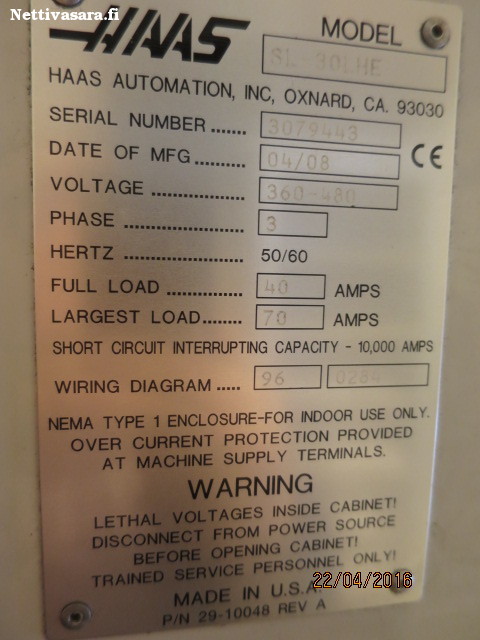 Nettivasara.fi
HAAS
MODEL SL-30LHE
HAAS AUTOMATION, INC, OXNARD, CA. 93030
SERIAL NUMBER ...... 3079443
DATE OF MFG ......... 04/08 CE
VOLTAGE ................ 360-480
PHASE ................... 3
HERTZ ................... 50/60
FULL LOAD ............. 40 AMPS
LARGEST LOAD....... 70 AMPS
SHORT CIRCUIT INTERRUPTING CAPACITY - 10,000 AMPS
WIRING DIAGRAM ..... 96 0284
NEMA TYPE 1 ENCLOSURE-FOR INDOOR USE ONLY.
OVER CURRENT PROTECTION PROVIDED
AT MACHINE SUPPLY TERMINALS.
WARNING
LETHAL VOLTAGES INSIDE CABINET!
DISCONNECT FROM POWER SOURCE
BEFORE OPENING CABINET!
TRAINED SERVICE PERSONNEL ONLY!
22/04/2016
MADE IN U.S.A.
P/N 29-10048 REV A